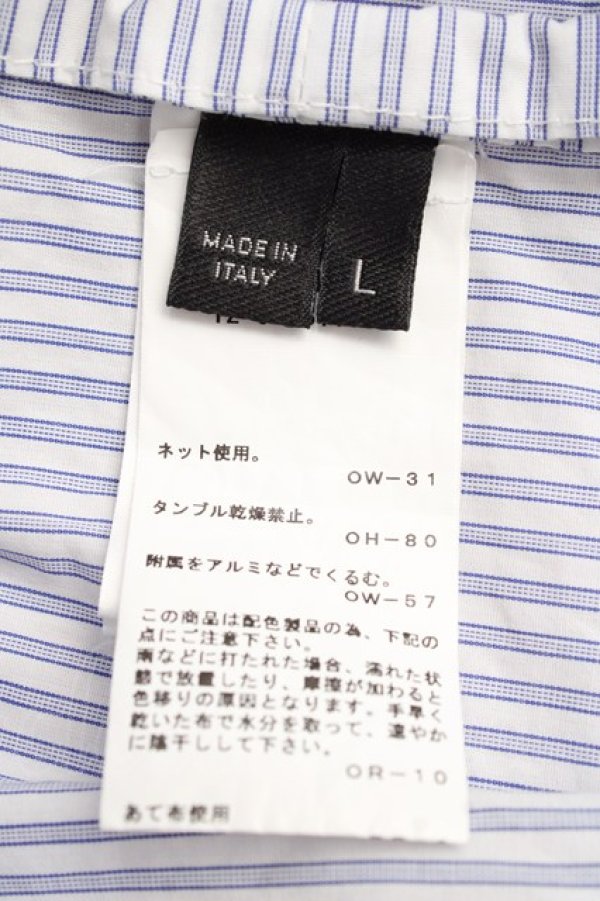 MADE IN
ITALY
L
ネット使用。
OW-31
タンブル乾燥禁止。
OH-80
附属をアルミなどでくるむ。
OW-57
この商品は配色製品の為、下記の
点にご注意下さい。
雨などに打たれた場合、濡れた状
態で放置したり、摩擦が加わると
色移りの原因となります。手早く
乾いた布で水分を取って、速やか
に陰干しして下さい。
OR-10
あて布使用